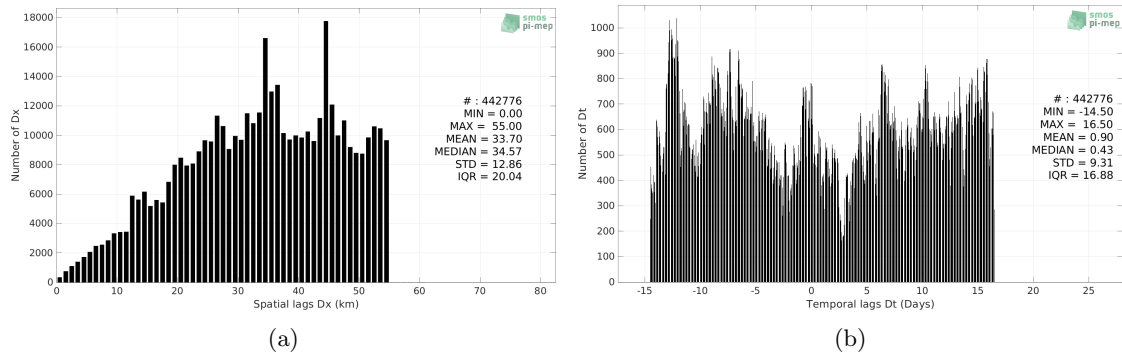 18000
16000
14000
12000
10000
8000
6000
4000
2000
0
0 10 20 30 40 50 60 70 80
Number of Dx
Spatial lags Dx (km)
smos
pi-mep
# : 442776
MIN = 0.00
MAX = 55.00
MEAN = 33.70
MEDIAN = 34.57
STD = 12.86
IQR = 20.04
(a)
1000
900
800
700
600
500
400
300
200
100
0
-15 -10 -5 0 5 10 15 20 25
Number of Dt
Temporal lags Dt (Days)
smos
pi-mep
# : 442776
MIN = -14.50
MAX = 16.50
MEAN = 0.90
MEDIAN = 0.43
STD = 9.31
IQR = 16.88
(b)